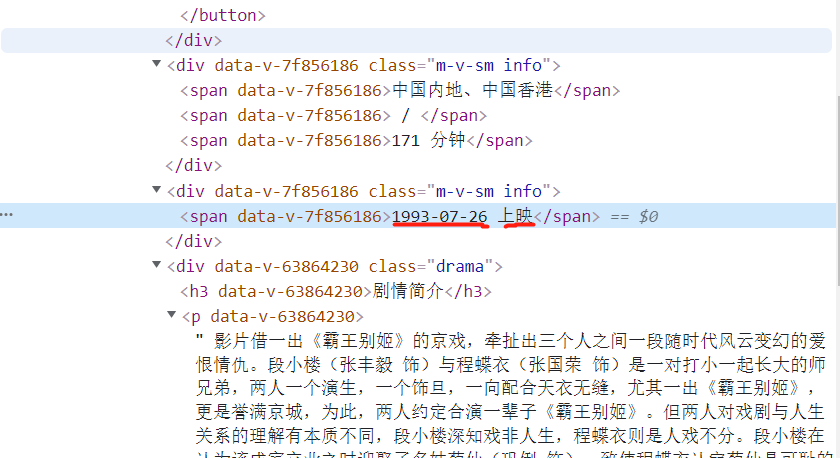 </button>
</div>
<div data-v-7f856186 class="m-v-sm info">
<span data-v-7f856186>中国内地、中国香港</span>
<span data-v-7f856186> / </span>
<span data-v-7f856186>171 分钟</span>
</div>
<div data-v-7f856186 class="m-v-sm info">
<span data-v-7f856186>1993-07-26 上映</span> == $0
</div>
<div data-v-63864230 class="drama">
<h3 data-v-63864230>剧情简介</h3>
<p data-v-63864230>
" 影片借一出《霸王别姬》的京戏，牵扯出三个人之间一段随时代风云变幻的爱
恨情仇。段小楼（张丰毅 饰）与程蝶衣（张国荣 饰）是一对打小一起长大的师
兄弟，两人一个演生，一个饰旦，一向配合天衣无缝，尤其一出《霸王别姬》，
更是誉满京城，为此，两人约定合演一辈子《霸王别姬》。但两人对戏剧与人生
关系的理解有本质不同，段小楼深知戏非人生，程蝶衣则是人戏不分。段小楼在